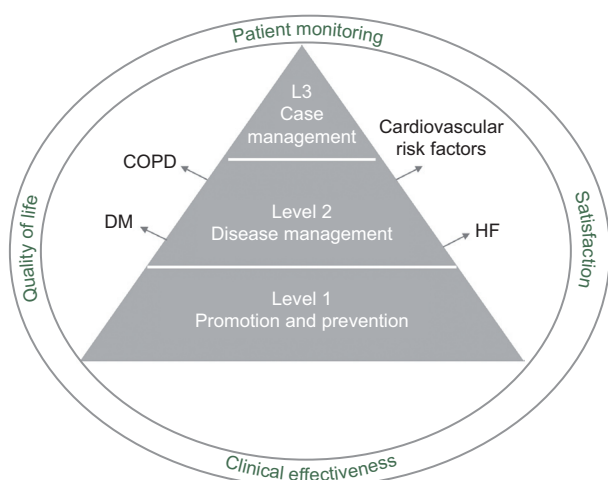 Patient monitoring
L3
Case
management
Cardiovascular
risk factors
COPD
Level 2
Disease management
DM
HF
Quality of life
Satisfaction
Level 1
Promotion and prevention
Clinical effectiveness